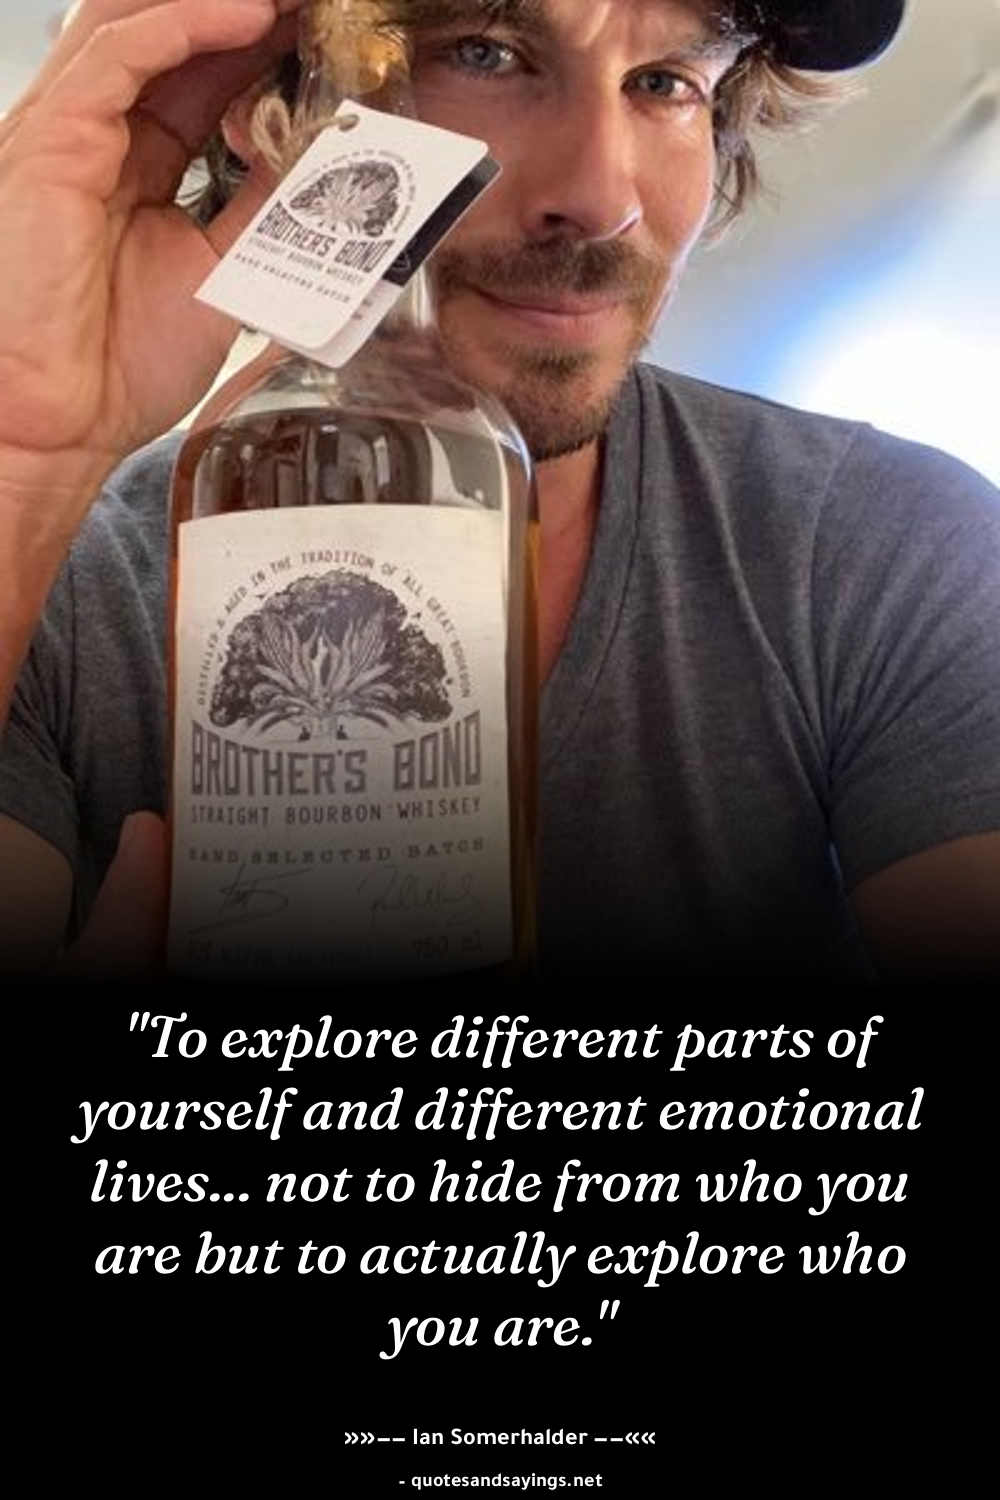 BROTHER'S BOND
STRAIGHT BOURBON WHISKEY
HAND SELECTED BATCH
DISTILLED & AGED IN THE TRADITION OF ALL GREAT BOURBON
BROTHER'S BOND
STRAIGHT BOURBON WHISKEY
HAND SELECTED BATCH
750 ml
"To explore different parts of
yourself and different emotional
lives... not to hide from who you
are but to actually explore who
you are."
»»–– Ian Somerhalder ––««
- quotesandsayings.net